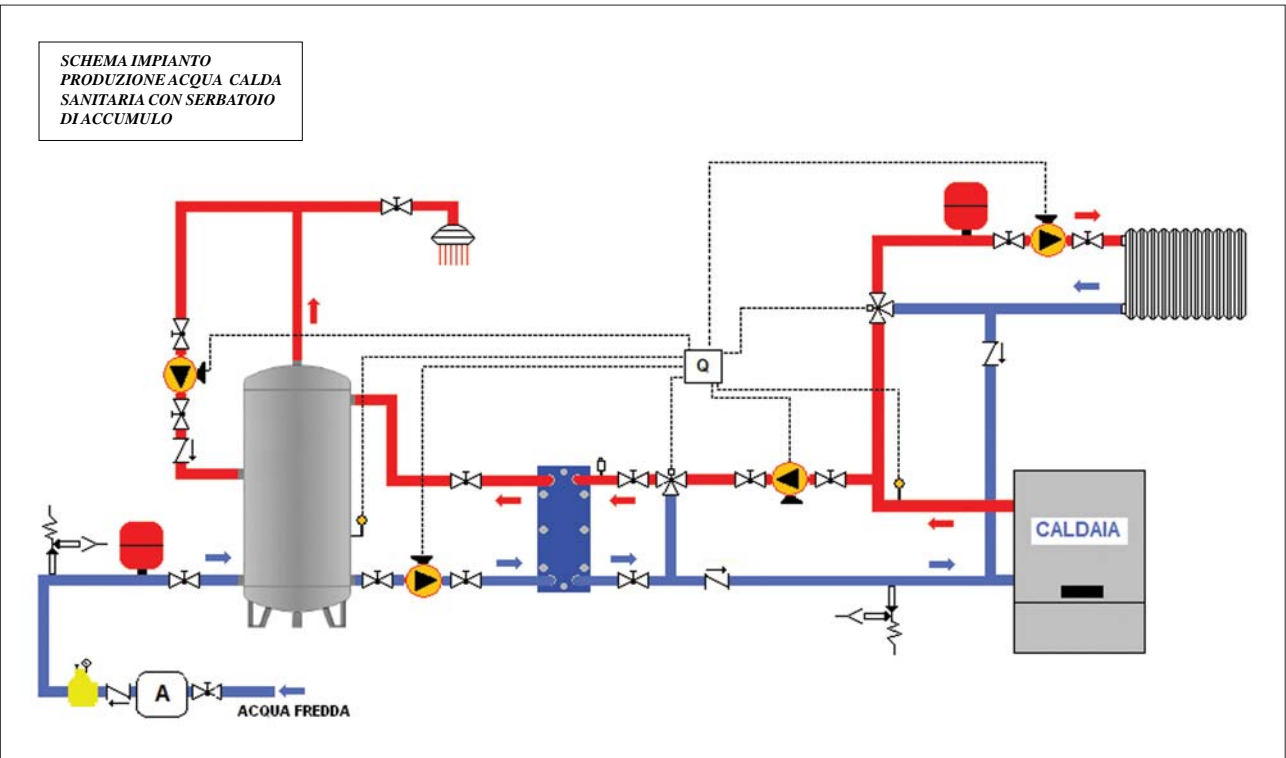 SCHEMA IMPIANTO
PRODUZIONE ACQUA CALDA
SANITARIA CON SERBATOIO
DI ACCUMULO
Q
CALDAIA
A
ACQUA FREDDA